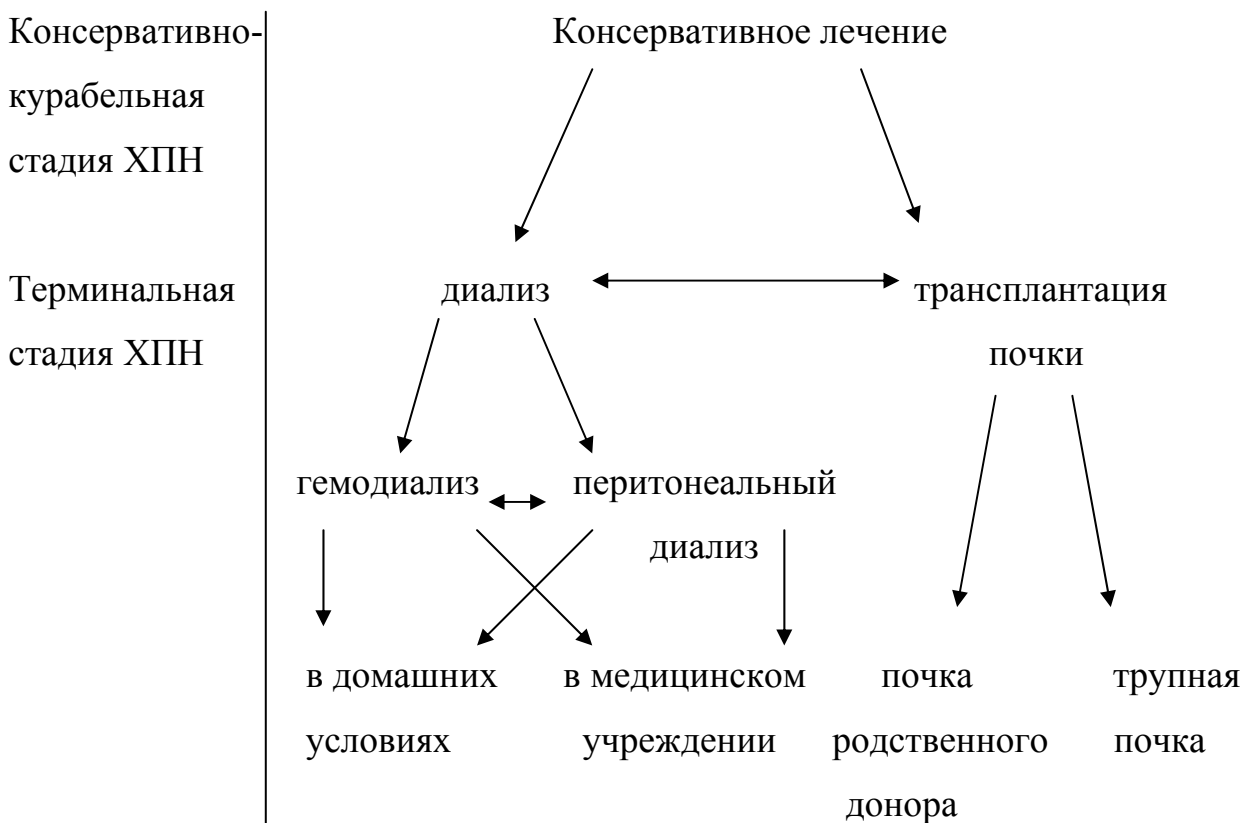 Консервативно-
курабельная
стадия ХПН
Консервативное лечение
Терминальная
стадия ХПН
диализ
трансплантация
почки
гемодиализ
перитонеальный
диализ
в домашних
условиях
в медицинском
учреждении
почка
родственного
донора
трупная
почка